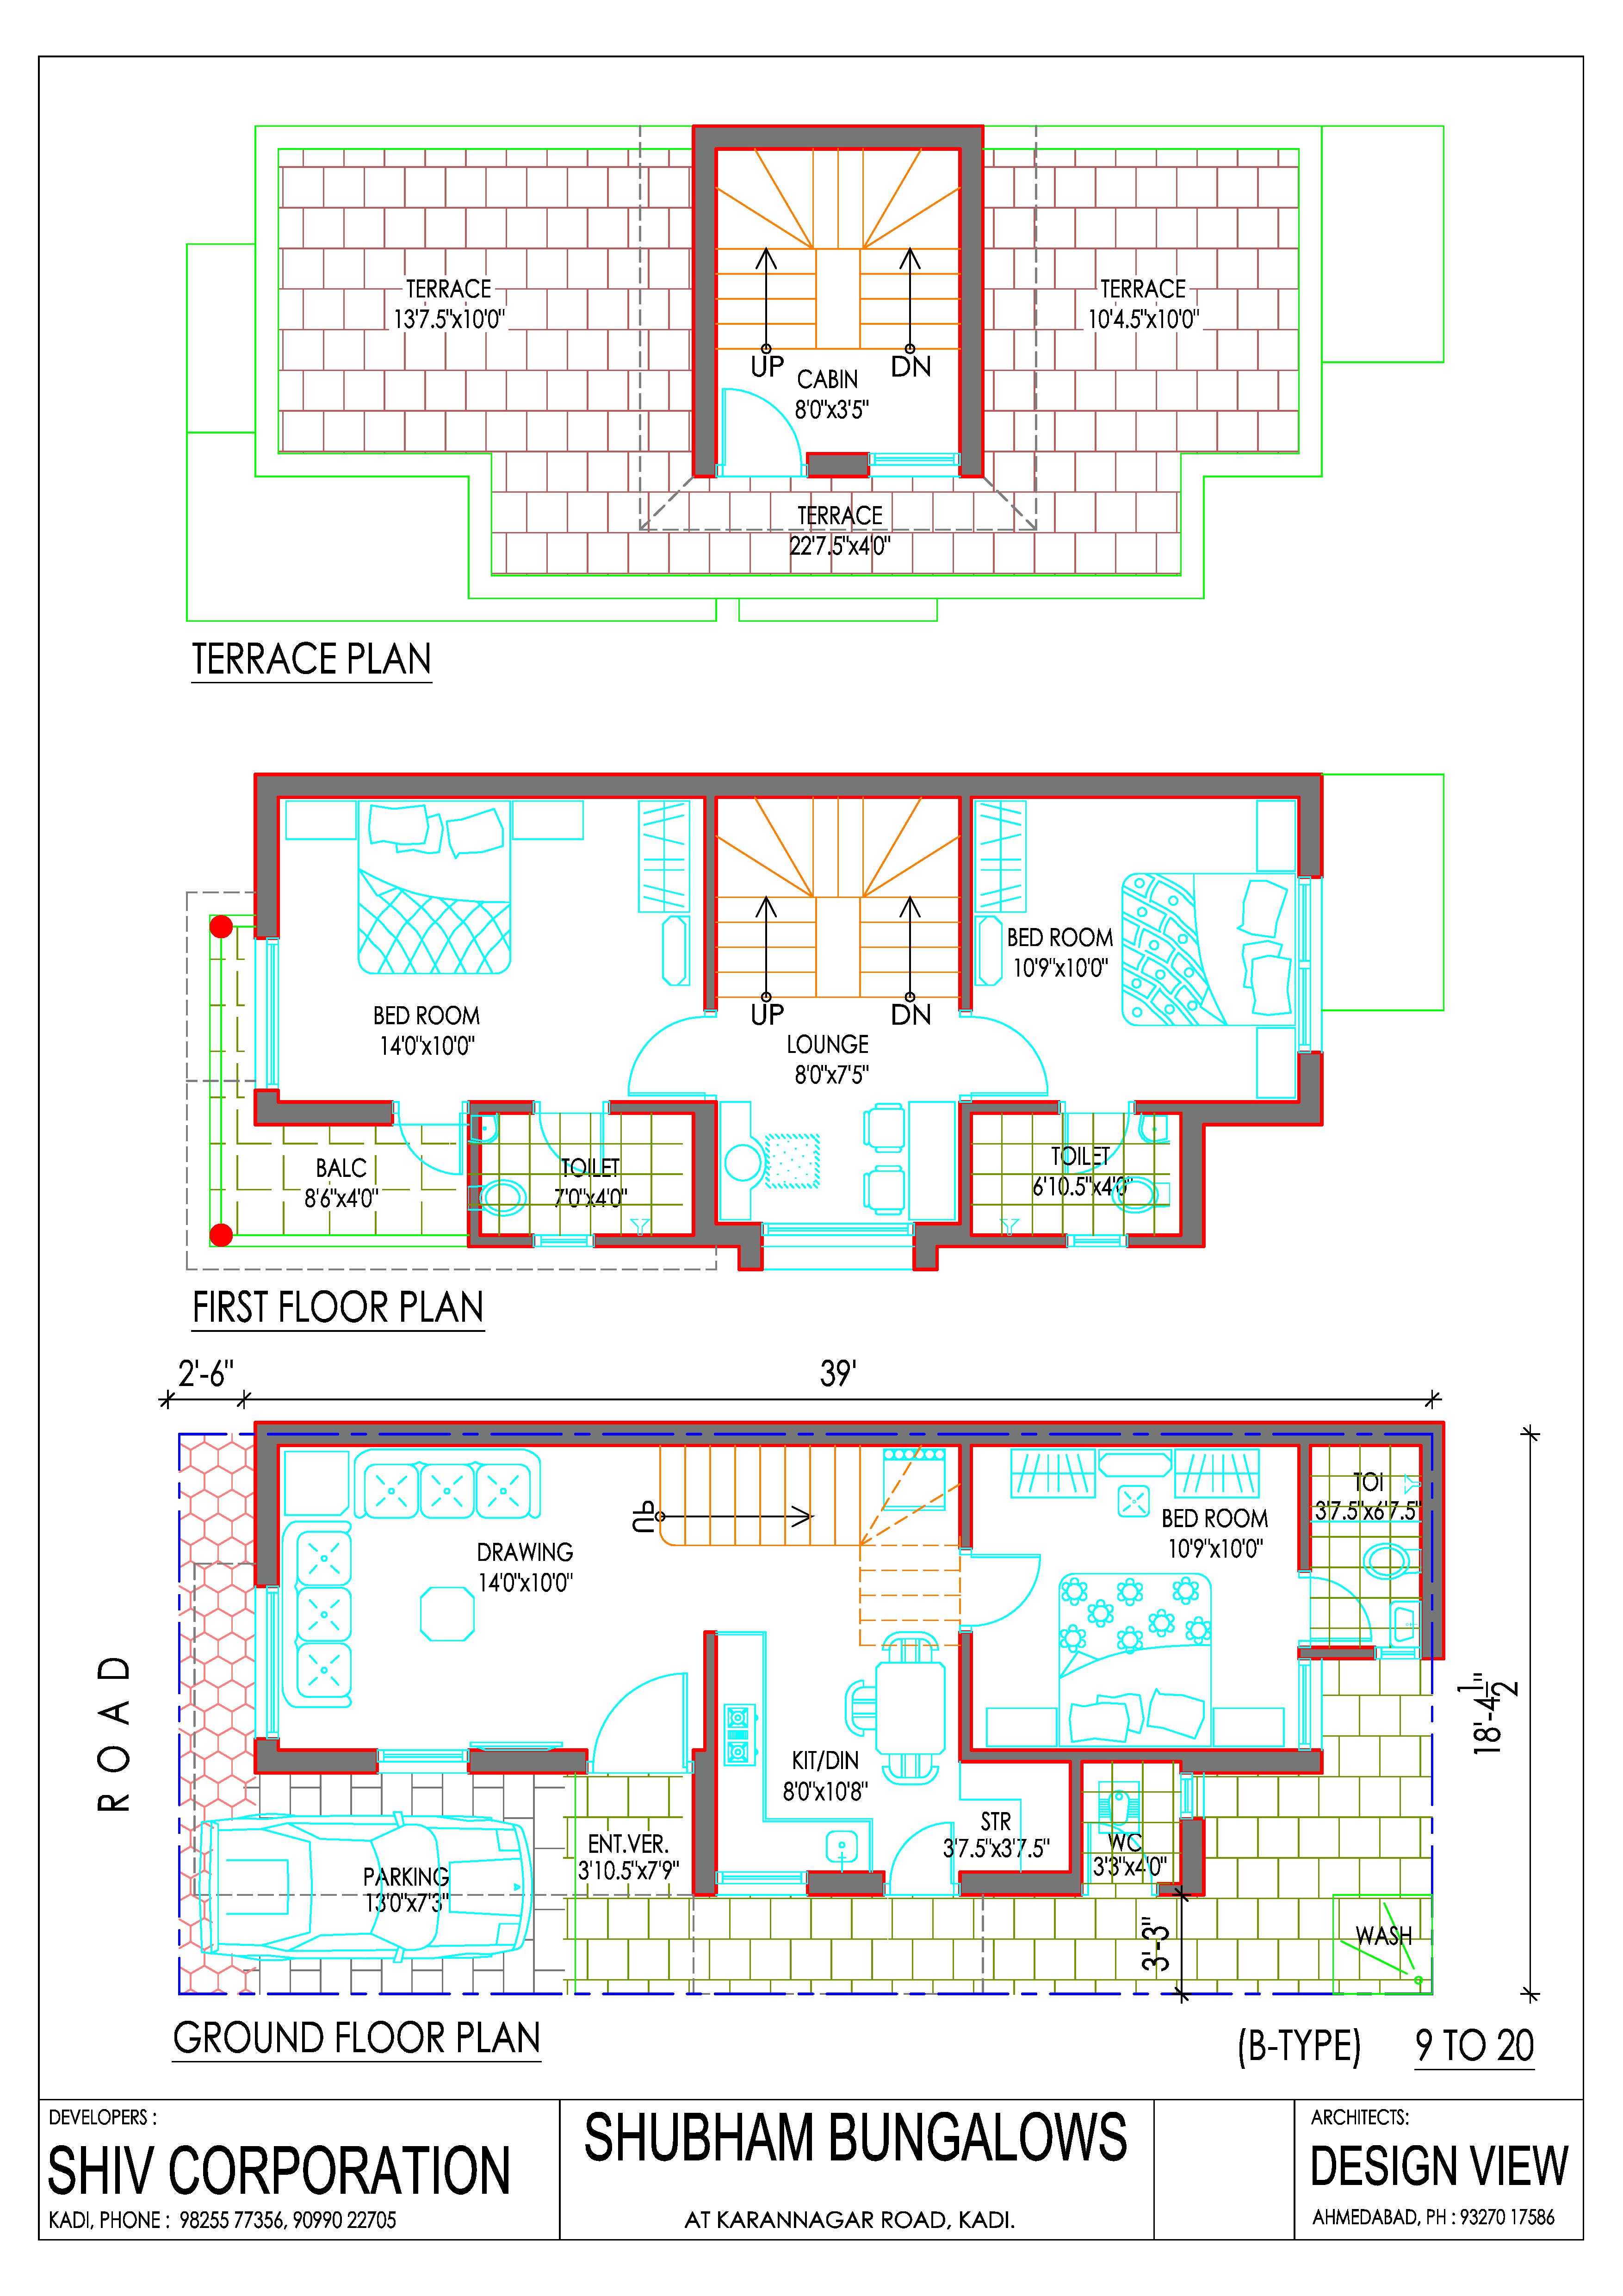 TERRACE
13'7.5"x10'0"
TERRACE
10'4.5"x10'0"
UP
DN
CABIN
8'0"x3'5"
TERRACE
22'7.5"x4'0"
TERRACE PLAN
BED ROOM
14'0"x10'0"
UP
DN
LOUNGE
8'0"x7'5"
BED ROOM
10'9"x10'0"
BALC
8'6"x4'0"
TOILET
7'0"x4'0"
TOILET
6'10.5"x4'0"
FIRST FLOOR PLAN
2'-6"
39'
ROAD
DRAWING
14'0"x10'0"
UP
BED ROOM
10'9"x10'0"
TOI
3'7.5"x6'7.5"
KIT/DIN
8'0"x10'8"
STR
3'7.5"x3'7.5"
WC
3'3"x4'0"
ENT.VER.
3'10.5"x7'9"
PARKING
13'0"x7'3"
WASH
3'-3"
18'-4 1/2"
GROUND FLOOR PLAN
(B-TYPE) 9 TO 20
DEVELOPERS :
SHIV CORPORATION
KADI, PHONE : 98255 77356, 90990 22705
SHUBHAM BUNGALOWS
AT KARANNAGAR ROAD, KADI.
ARCHITECTS:
DESIGN VIEW
AHMEDABAD, PH : 93270 17586